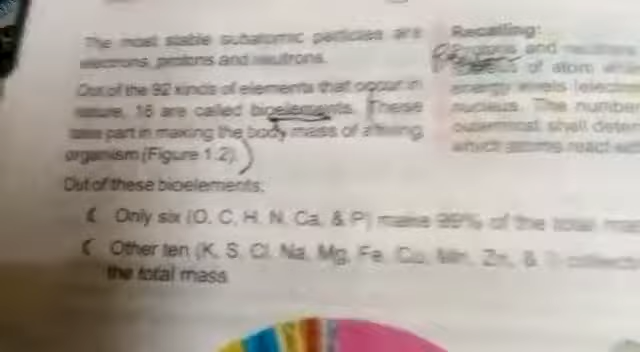 The most stable subatomic particles are
electrons, protons and neutrons.
Out of the 92 kinds of elements that occur in
nature, 16 are called bioelements. These
take part in making the body mass of a living
organism (Figure 1.2).
Out of these bioelements,
Only six (O, C, H, N, Ca, & P) make 99% of the total
Other ten (K, S, Cl, Na, Mg, Fe, Cu, Mn, Zn, &
the total mass
Recalling:
and
of atom
energy
nucleus. The number
outermost shell
which atoms react